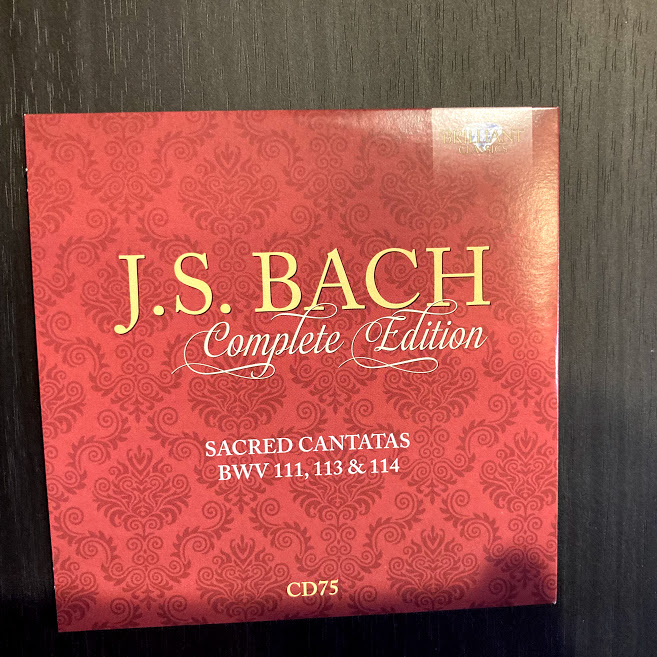 J.S. BACH
Complete Edition
SACRED CANTATAS
BWV 111, 113 & 114
CD75